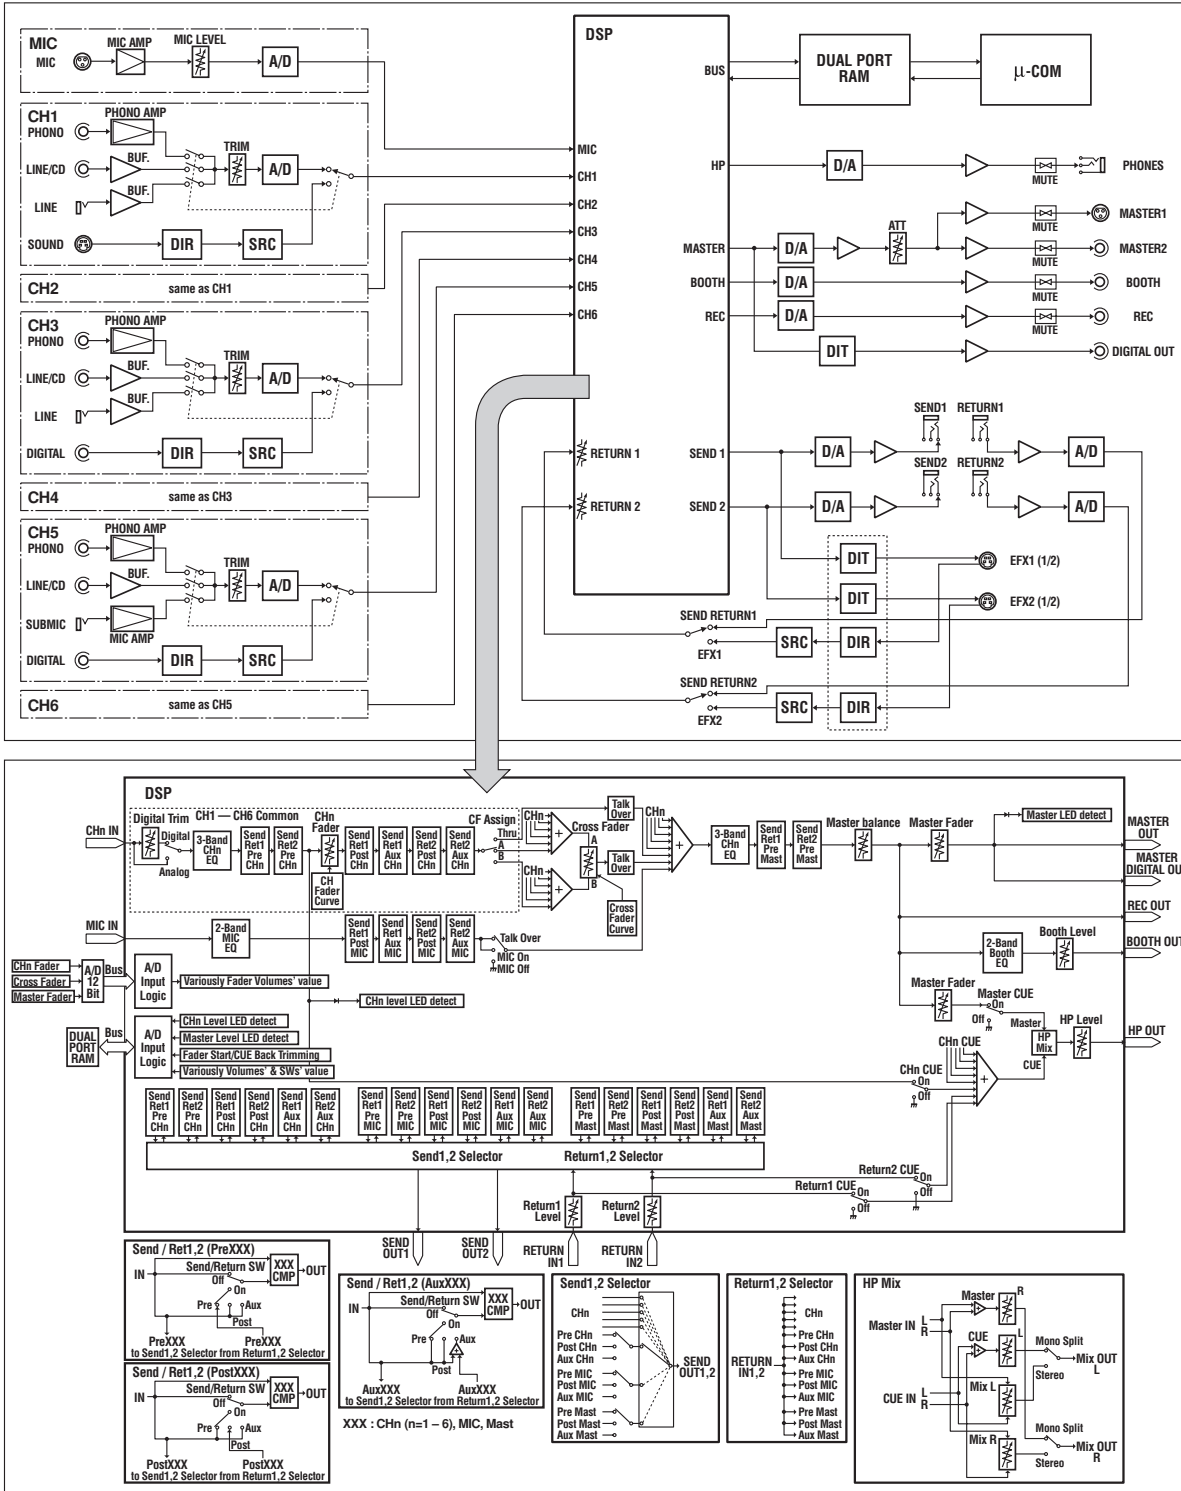 MIC
MIC
MIC AMP
MIC LEVEL
A/D
CH1
PHONO
PHONO AMP
LINE/CD
BUF.
TRIM
A/D
BUF.
LINE
SOUND
DIR
SRC
CH2
same as CH1
CH3
PHONO
PHONO AMP
LINE/CD
BUF.
TRIM
A/D
BUF.
LINE
DIGITAL
DIR
SRC
CH4
same as CH3
CH5
PHONO
PHONO AMP
LINE/CD
BUF.
TRIM
A/D
SUBMIC
MIC AMP
DIGITAL
DIR
SRC
CH6
same as CH5
DSP
MIC
CH1
CH2
CH3
CH4
CH5
CH6
RETURN 1
RETURN 2
BUS
HP
MASTER
BOOTH
REC
SEND 1
SEND 2
DUAL PORT
RAM
μ-COM
D/A
MUTE
PHONES
D/A
ATT
MUTE
MASTER1
MUTE
MASTER2
D/A
MUTE
BOOTH
D/A
MUTE
REC
DIT
DIGITAL OUT
SEND1
RETURN1
D/A
A/D
SEND2
RETURN2
D/A
A/D
DIT
EFX1 (1/2)
DIT
EFX2 (1/2)
SEND RETURN1
EFX1
SRC
DIR
SEND RETURN2
EFX2
SRC
DIR
DSP
CHn IN
Digital Trim
CH1 — CH6 Common
Digital
Analog
3-Band
CHn
EQ
Send
Ret1
Pre
CHn
Send
Ret2
Pre
CHn
CHn
Fader
CH
Fader
Curve
Send
Ret1
Post
CHn
Send
Ret2
Post
CHn
Send
Ret2
Aux
CHn
CF Assign
Thru
A
B
CHn
CHn
Cross Fader
A
B
Talk
Over
Talk
Over
Cross
Fader
Curve
CHn
3-Band
CHn
EQ
Send
Ret1
Pre
Mast
Send
Ret2
Pre
Mast
Master balance
Master Fader
Master LED detect
MASTER
OUT
MASTER
DIGITAL OUT
REC OUT
BOOTH OUT
2-Band
Booth
EQ
Booth Level
MIC IN
2-Band
MIC
EQ
Send
Ret1
Post
MIC
Send
Ret1
Aux
MIC
Send
Ret2
Post
MIC
Send
Ret2
Aux
MIC
Talk Over
MIC On
MIC Off
CHn Fader
Cross Fader
Master Fader
A/D
12
Bit
Bus
A/D
Input
Logic
Variously Fader Volumes' value
CHn level LED detect
DUAL
PORT
RAM
Bus
A/D
Input
Logic
CHn Level LED detect
Master Level LED detect
Fader Start/CUE Back Trimming
Variously Volumes' & SWs' value
Master Fader
Master CUE
On
Off
Master
HP
Mix
HP Level
HP OUT
CUE
CHn CUE
CHn CUE
On
Off
Send
Ret1
Pre
CHn
Send
Ret2
Pre
CHn
Send
Ret1
Post
CHn
Send
Ret2
Post
CHn
Send
Ret1
Aux
CHn
Send
Ret2
Aux
CHn
Send
Ret1
Pre
MIC
Send
Ret2
Pre
MIC
Send
Ret1
Post
MIC
Send
Ret2
Post
MIC
Send
Ret1
Aux
MIC
Send
Ret2
Aux
MIC
Send
Ret1
Pre
Mast
Send
Ret2
Pre
Mast
Send
Ret1
Post
Mast
Send
Ret2
Post
Mast
Send
Ret1
Aux
Mast
Send
Ret2
Aux
Mast
Send1,2 Selector
Return1,2 Selector
Return2 CUE
On
Off
Return1 CUE
On
Off
Return1
Level
Return2
Level
SEND
OUT1
SEND
OUT2
RETURN
IN1
RETURN
IN2
Send / Ret1,2 (PreXXX)
Send/Return SW
IN
Off
On
XXX
CMP
OUT
Pre
Aux
Post
PreXXX
PreXXX
to Send1,2 Selector from Return1,2 Selector
Send / Ret1,2 (PostXXX)
Send/Return SW
IN
Off
On
XXX
CMP
OUT
Pre
Aux
Post
PostXXX
PostXXX
to Send1,2 Selector from Return1,2 Selector
Send / Ret1,2 (AuxXXX)
Send/Return SW
IN
Off
On
XXX
CMP
OUT
Pre
Aux
Post
AuxXXX
AuxXXX
to Send1,2 Selector from Return1,2 Selector
XXX : CHn (n=1 – 6), MIC, Mast
Send1,2 Selector
CHn
Pre CHn
Post CHn
Aux CHn
Pre MIC
Post MIC
Aux MIC
Pre Mast
Post Mast
Aux Mast
SEND
OUT1,2
Return1,2 Selector
RETURN
IN1,2
CHn
Pre CHn
Post CHn
Aux CHn
Pre MIC
Post MIC
Aux MIC
Pre Mast
Post Mast
Aux Mast
HP Mix
Master
R
Master IN
L
R
CUE
L
Mono Split
Mix OUT
L
Stereo
CUE IN
L
R
Mix L
Mix R
Mono Split
Mix OUT
R
Stereo